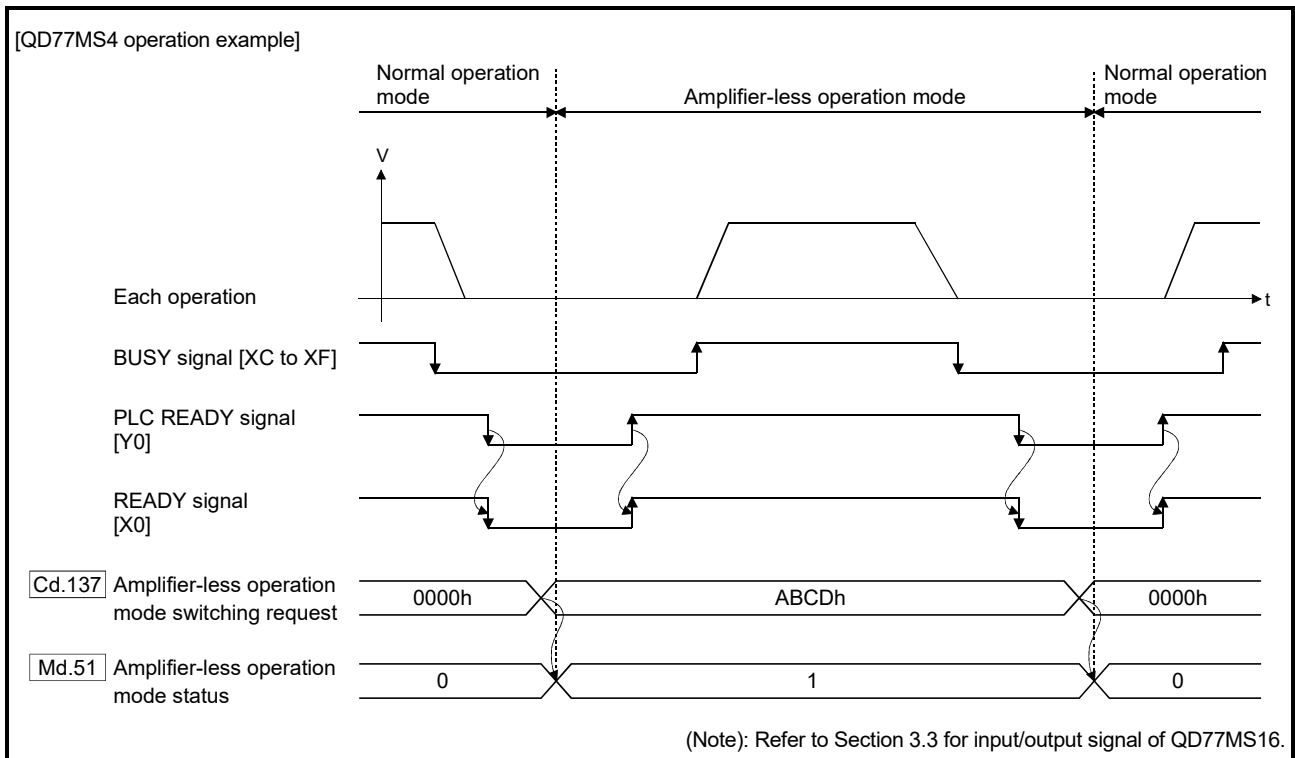 [QD77MS4 operation example]
Normal operation
mode
Amplifier-less operation mode
Normal operation
mode
V
Each operation
t
BUSY signal [XC to XF]
PLC READY signal
[Y0]
READY signal
[X0]
Cd.137 Amplifier-less operation
mode switching request
0000h
ABCDh
0000h
Md.51 Amplifier-less operation
mode status
0
1
0
(Note): Refer to Section 3.3 for input/output signal of QD77MS16.